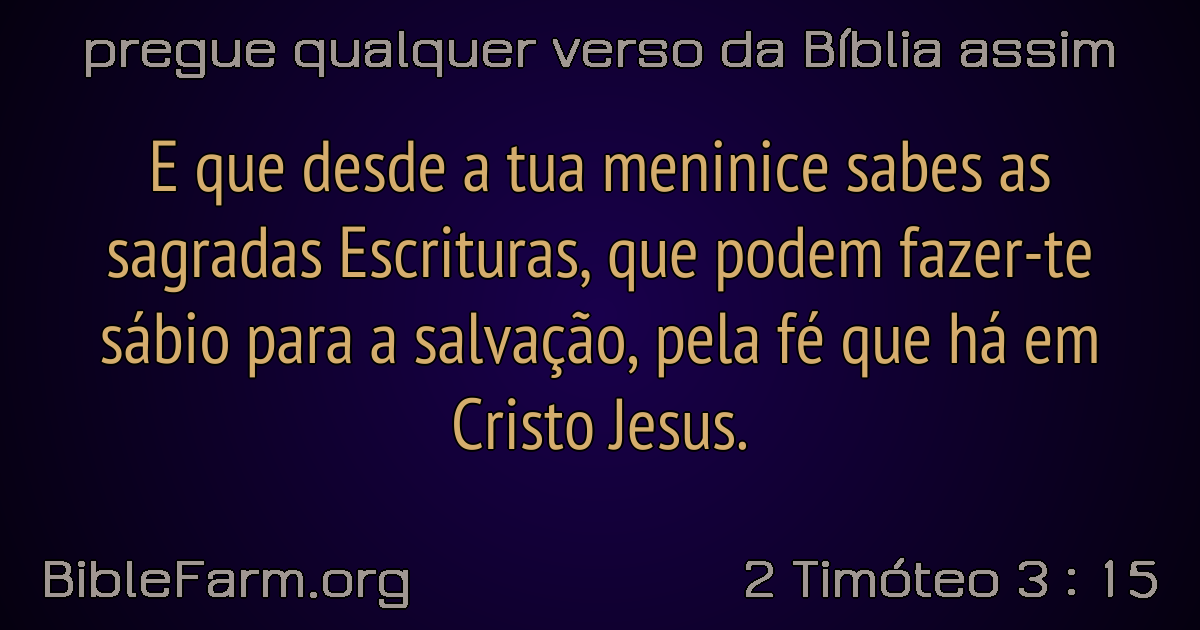 pregue qualquer verso da Bíblia assim
E que desde a tua meninice sabes as
sagradas Escrituras, que podem fazer-te
sábio para a salvação, pela fé que há em
Cristo Jesus.
BibleFarm.org
2 Timóteo 3 : 15